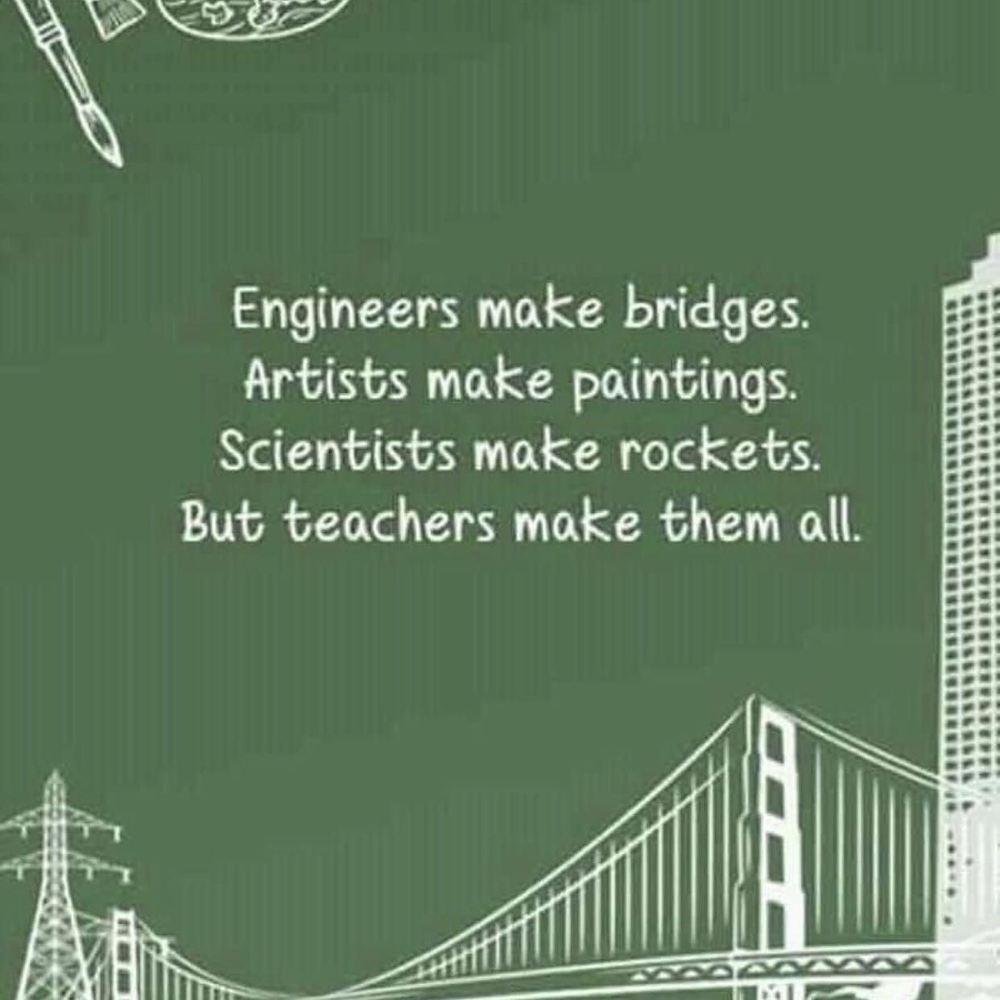 Engineers make bridges.
Artists make paintings.
Scientists make rockets.
But teachers make them all.